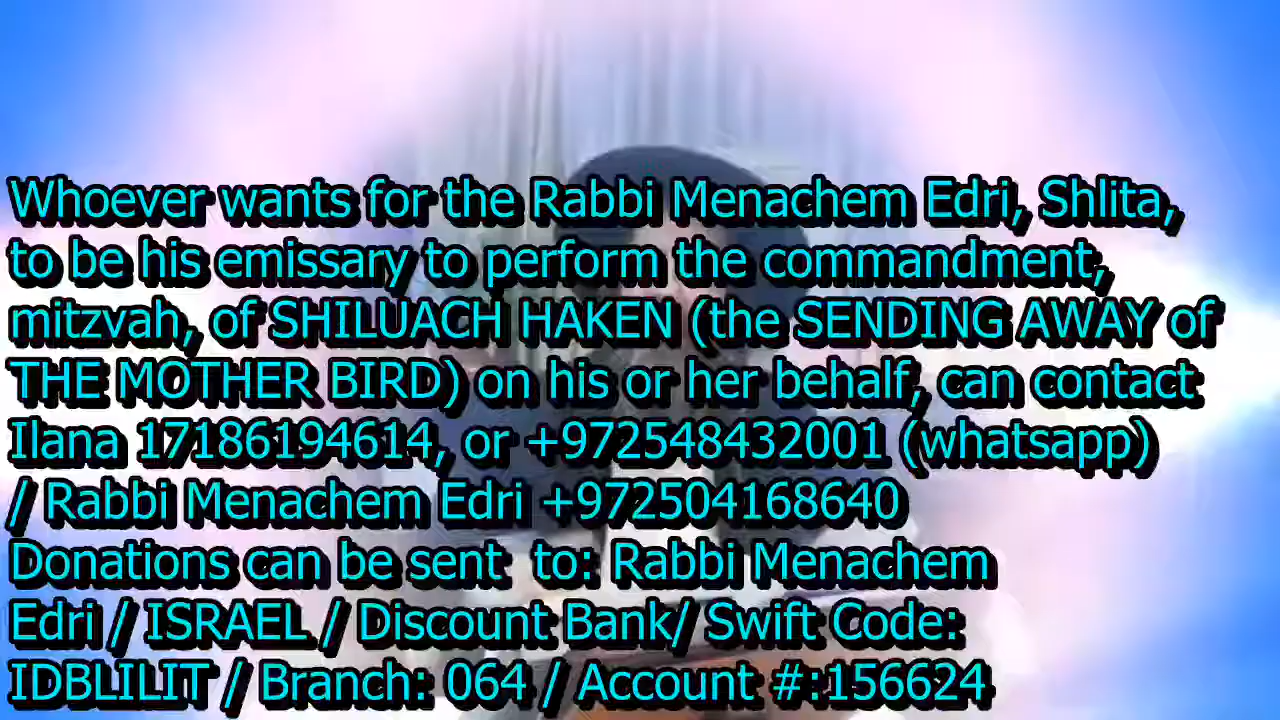 Whoever wants for the Rabbi Menachem Edri, Shlita,
to be his emissary to perform the commandment,
mitzvah, of SHILUACH HAKEN (the SENDING AWAY of
THE MOTHER BIRD) on his or her behalf, can contact
Ilana 17186194614, or +972548432001 (whatsapp)
/ Rabbi Menachem Edri +972504168640
Donations can be sent  to: Rabbi Menachem
Edri / ISRAEL / Discount Bank/ Swift Code:
IDBLILIT / Branch: 064 / Account #:156624